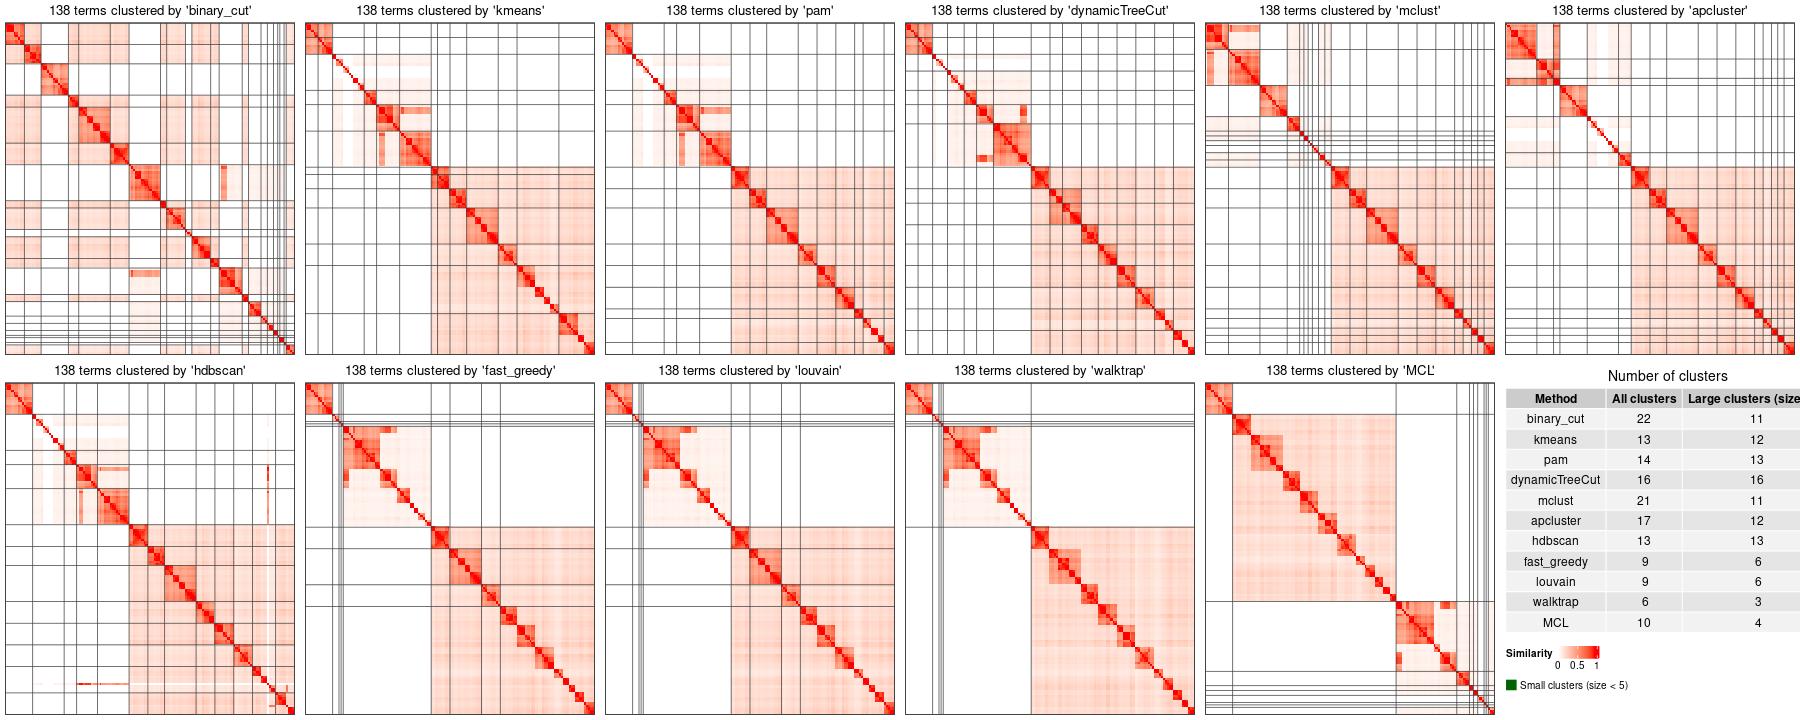 138 terms clustered by 'binary_cut'
138 terms clustered by 'kmeans'
138 terms clustered by 'pam'
138 terms clustered by 'dynamicTreeCut'
138 terms clustered by 'mclust'
138 terms clustered by 'apcluster'
138 terms clustered by 'hdbscan'
138 terms clustered by 'fast_greedy'
138 terms clustered by 'louvain'
138 terms clustered by 'walktrap'
138 terms clustered by 'MCL'
Number of clusters
Method All clusters Large clusters (size
binary_cut 22 11
kmeans 13 12
pam 14 13
dynamicTreeCut 16 16
mclust 21 11
apcluster 17 12
hdbscan 13 13
fast_greedy 9 6
louvain 9 6
walktrap 6 3
MCL 10 4
Similarity
0 0.5 1
Small clusters (size < 5)